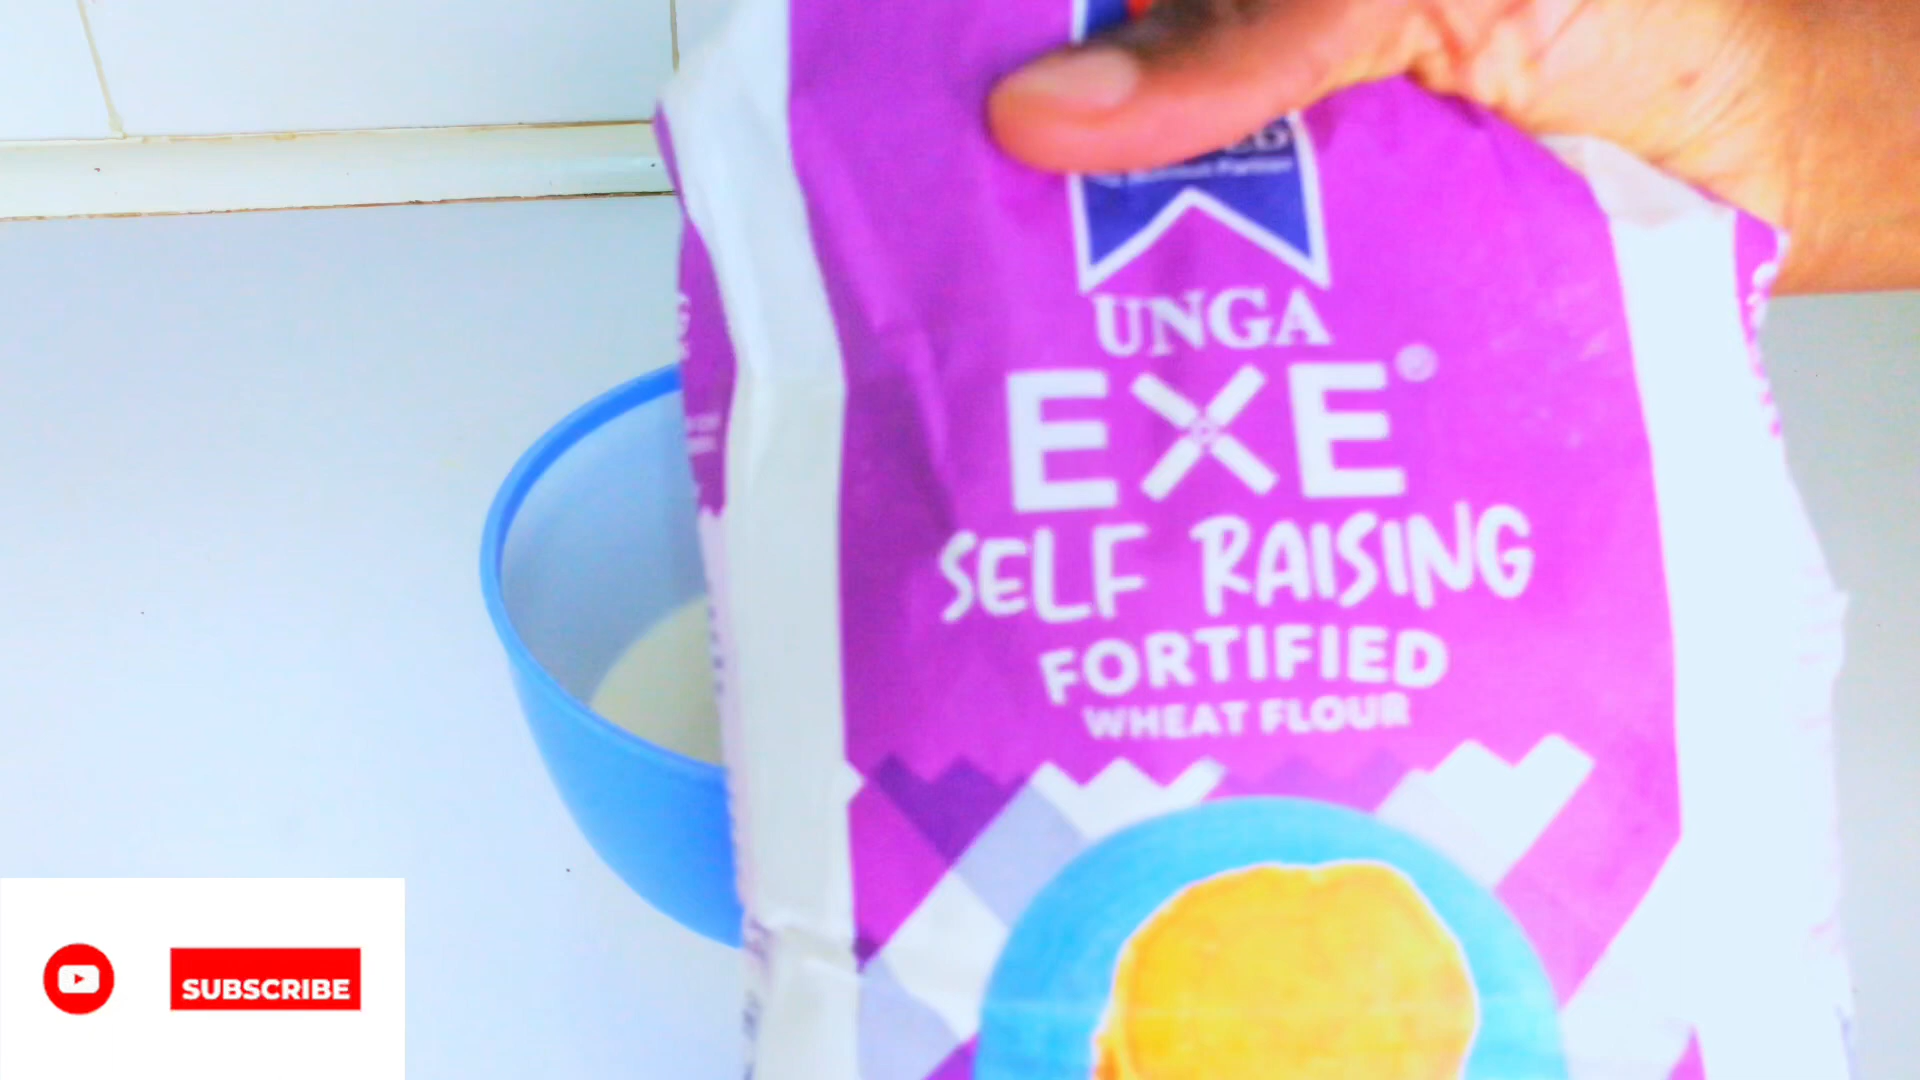 UNGA
EXE®
SELF RAISING
FORTIFIED
WHEAT FLOUR
SUBSCRIBE